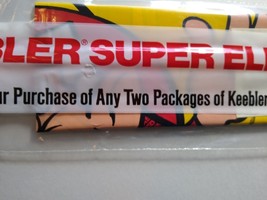 BLER® SUPER EL
ur Purchase of Any Two Packages of Keebler